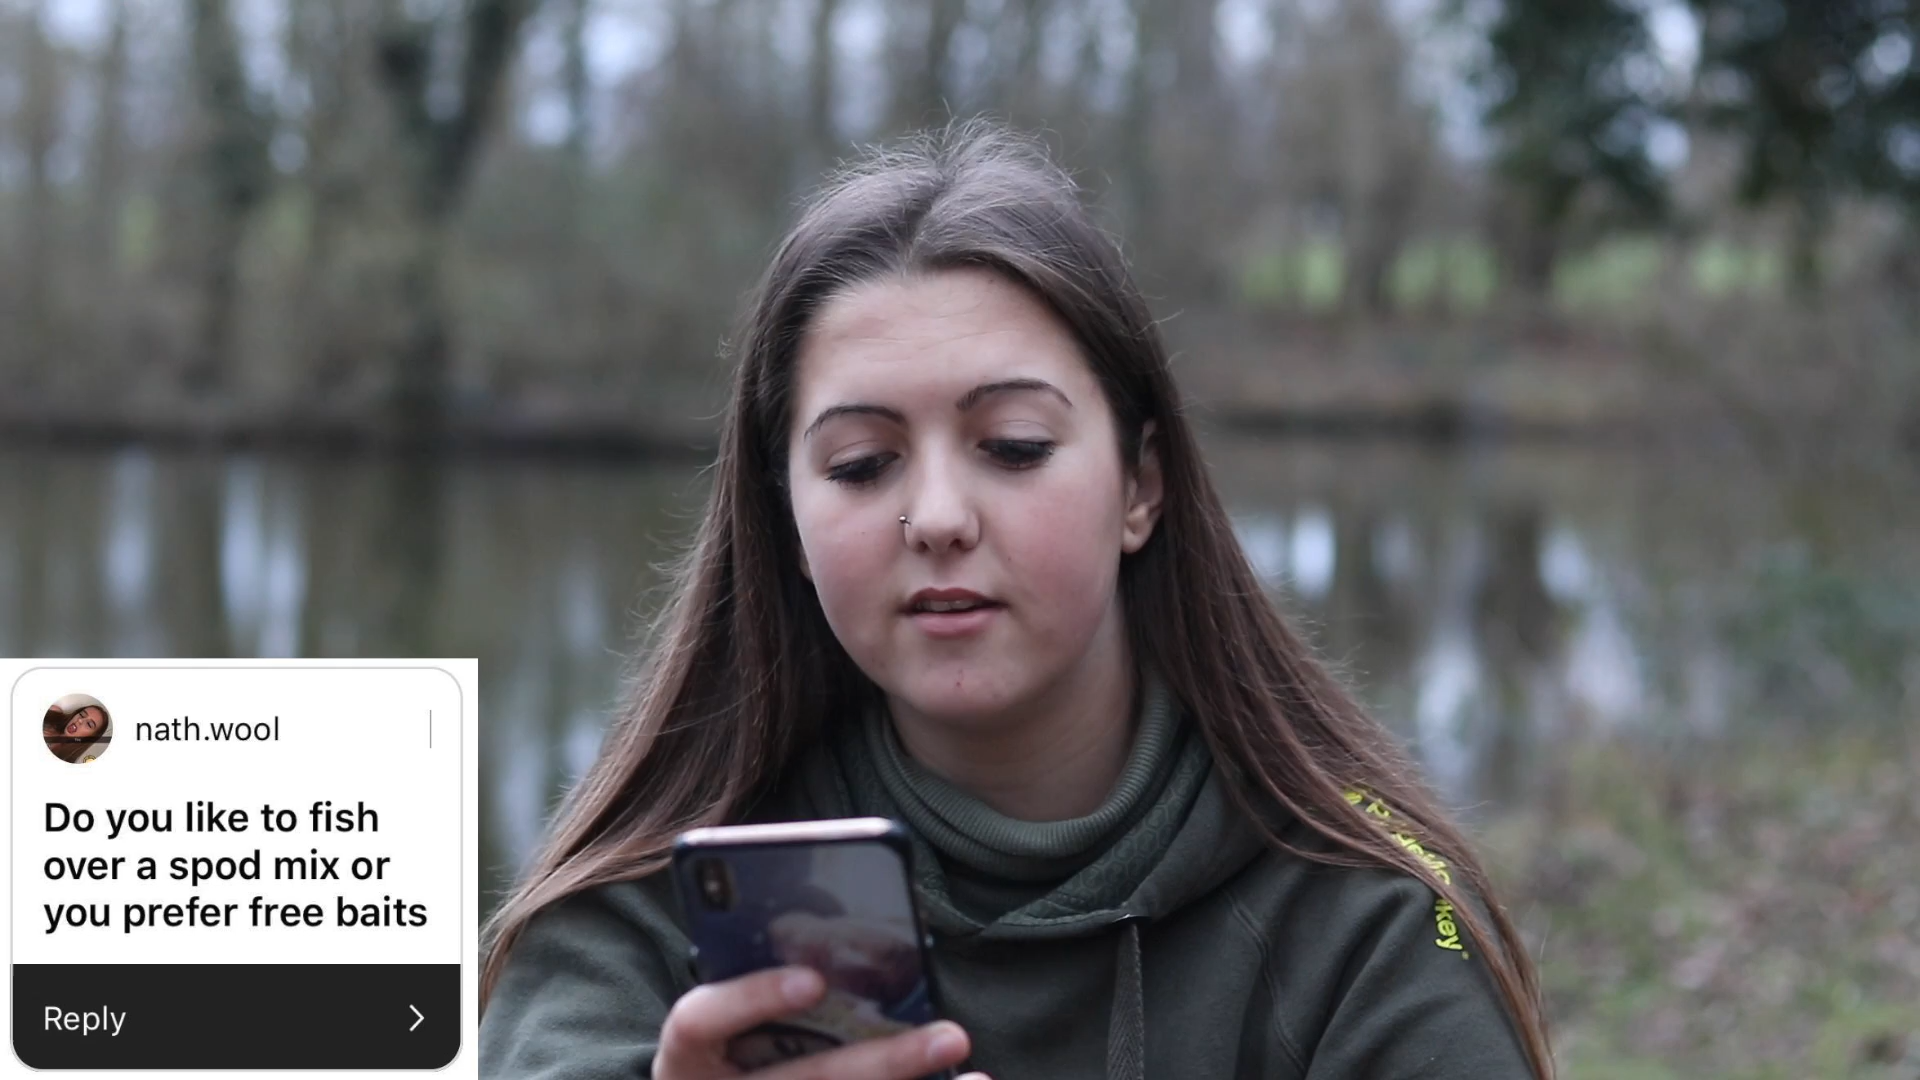 nath.wool
Do you like to fish
over a spod mix or
you prefer free baits
Reply